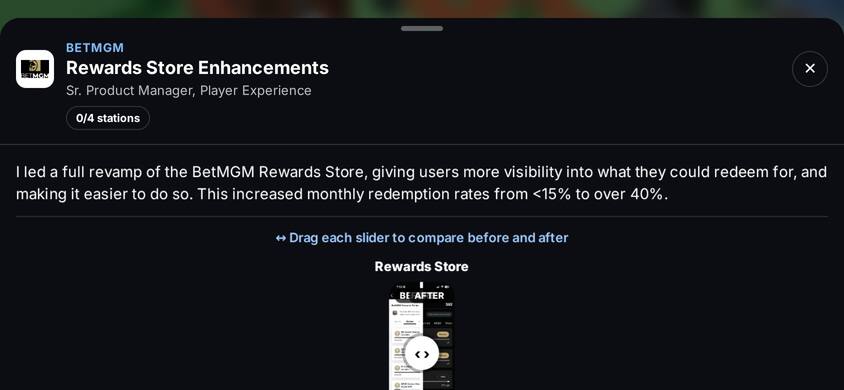 BETMGM
Rewards Store Enhancements
Sr. Product Manager, Player Experience
0/4 stations
I led a full revamp of the BetMGM Rewards Store, giving users more visibility into what they could redeem for, and
making it easier to do so. This increased monthly redemption rates from <15% to over 40%.
↔ Drag each slider to compare before and after
Rewards Store
AFTER